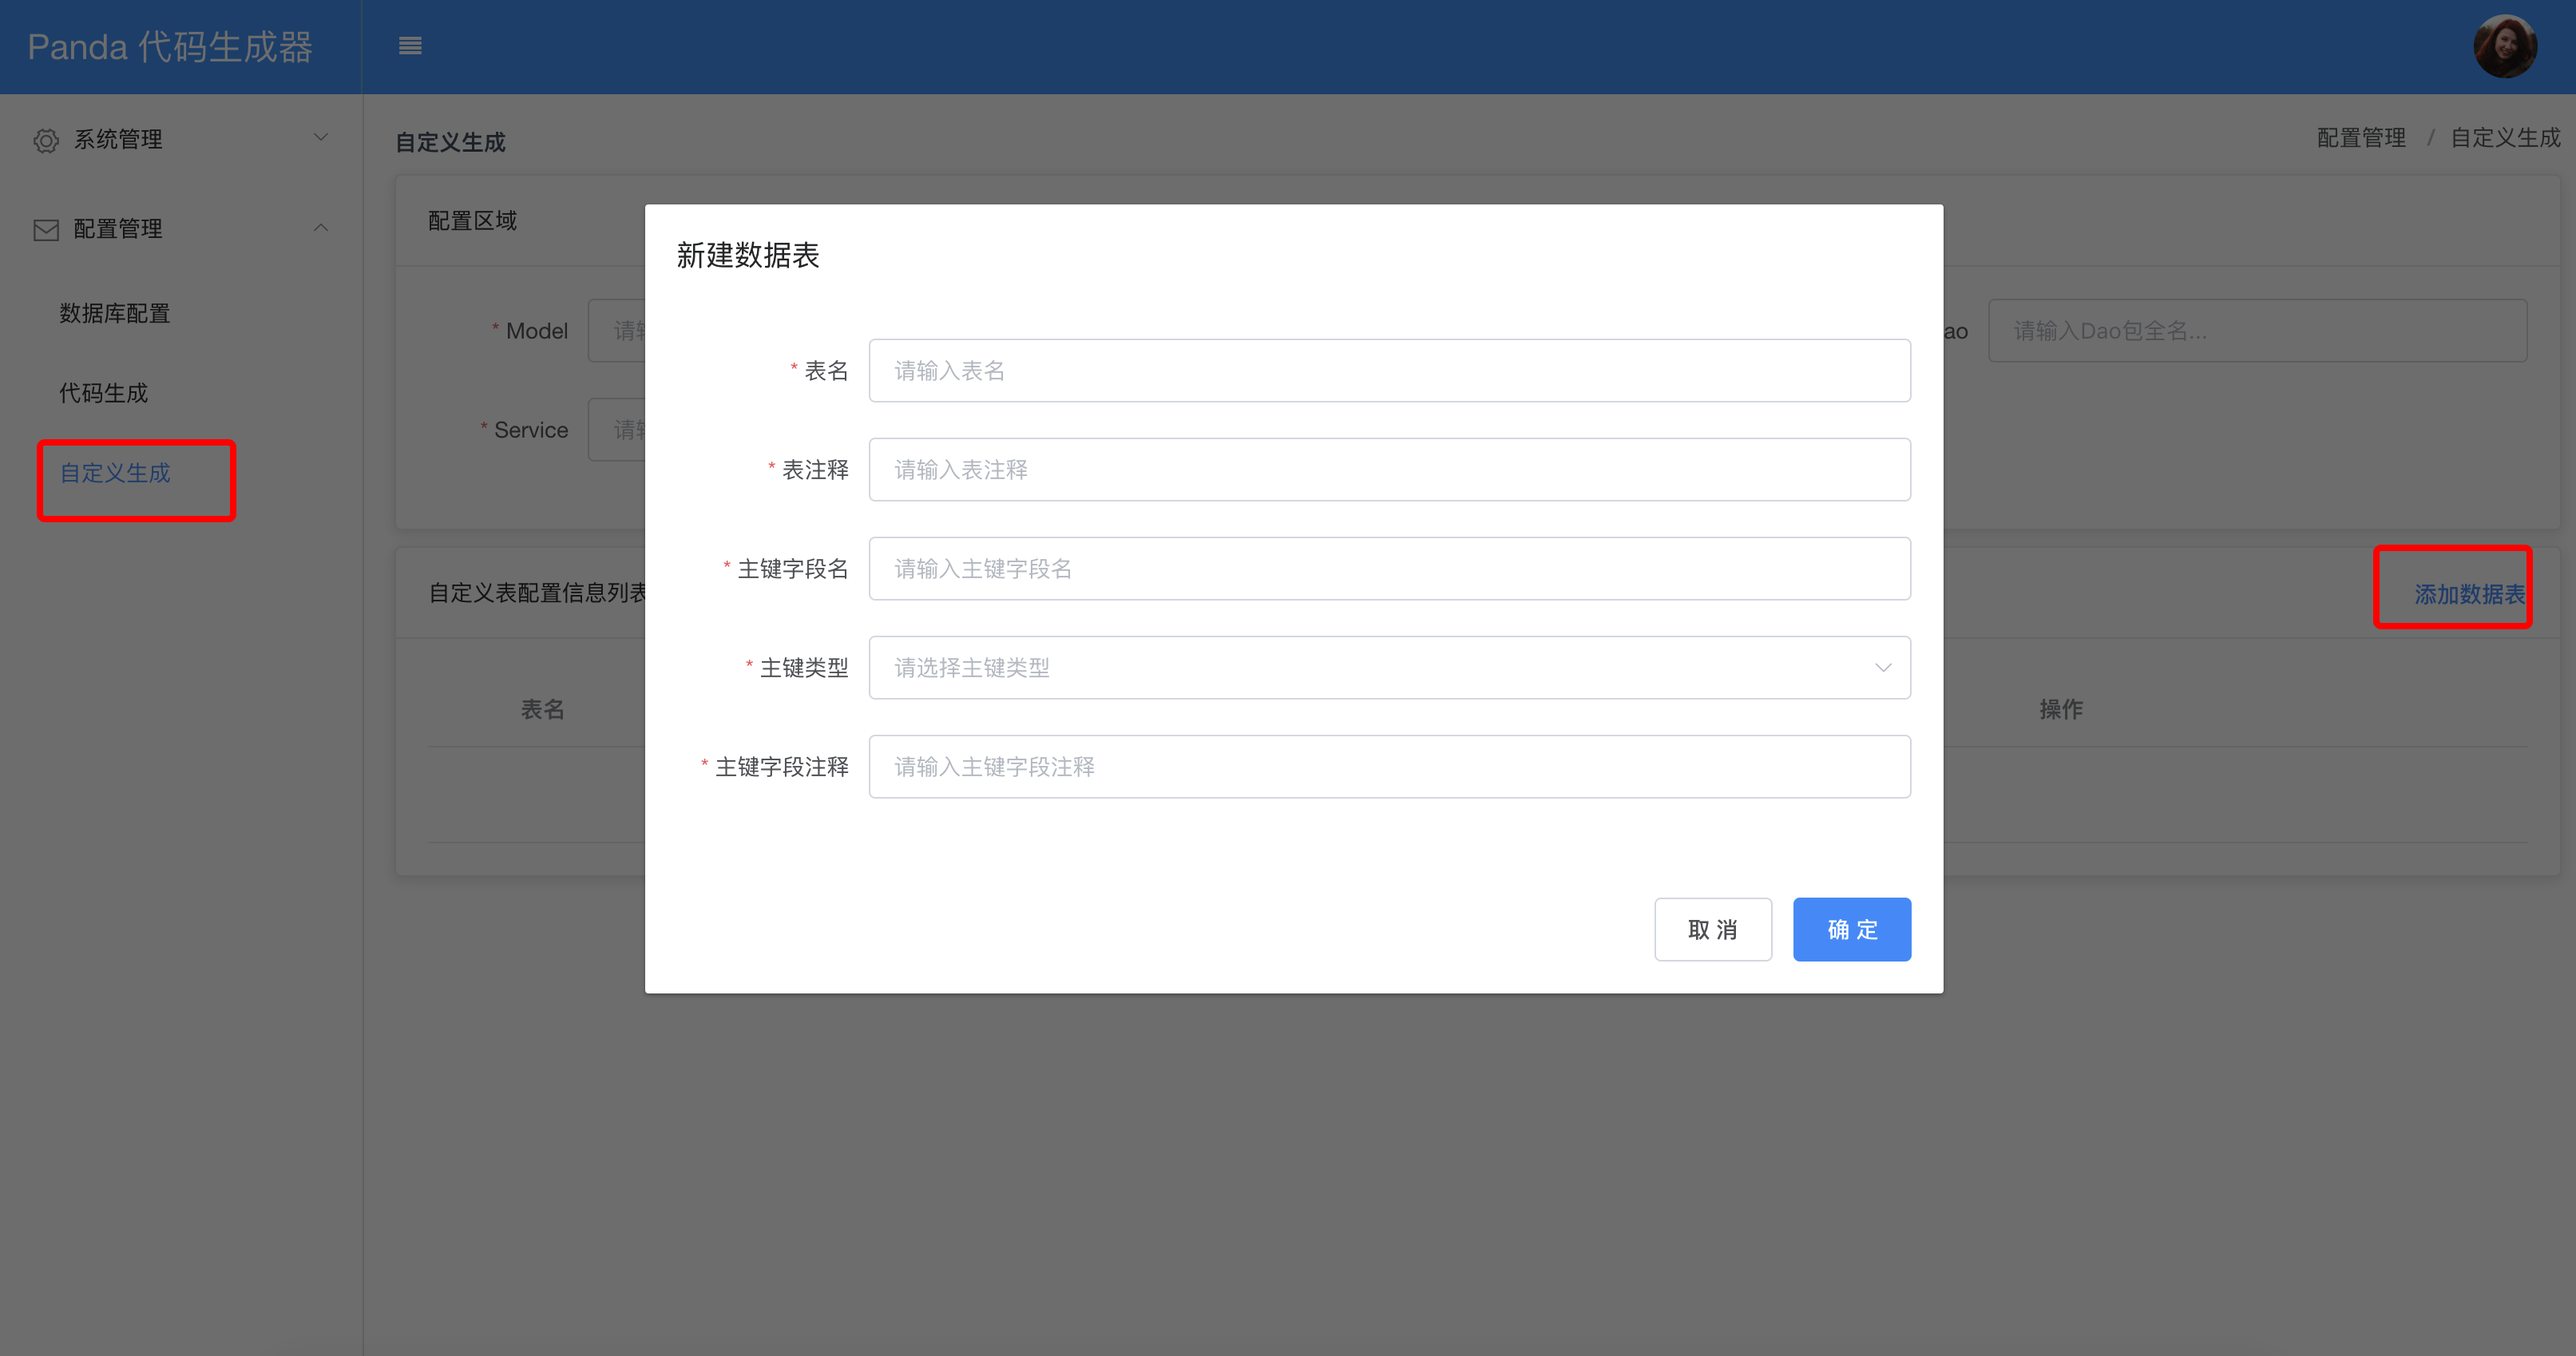 Panda 代码生成器
系统管理
配置管理
数据库配置
代码生成
自定义生成
自定义生成
配置管理 / 自定义生成
配置区域
* Model
请输入Dao包全名...
* Service
自定义表配置信息列表
添加数据表
表名
操作
新建数据表
* 表名 请输入表名
* 表注释 请输入表注释
* 主键字段名 请输入主键字段名
* 主键类型 请选择主键类型
* 主键字段注释 请输入主键字段注释
取 消
确 定